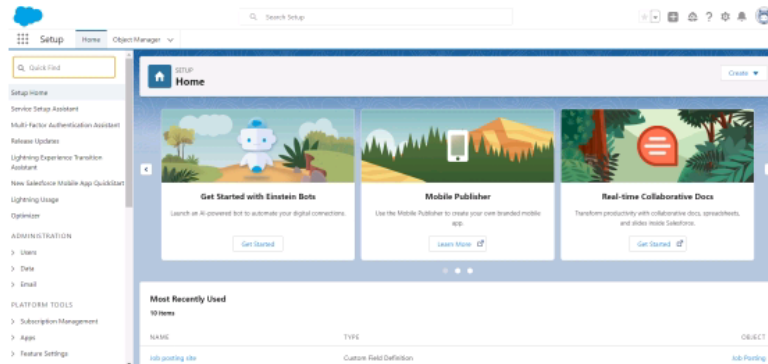 Search Setup
Setup
Home
Object Manager
Quick Find
Setup Home
Service Setup Assistant
Multi-Factor Authentication Assistant
Release Updates
Lightning Experience Transition
Assistant
New Salesforce Mobile App QuickStart
Lightning Usage
Optimizer
ADMINISTRATION
Users
Data
Email
PLATFORM TOOLS
Subscription Management
Apps
Feature Settings
SETUP
Home
Create
Get Started with Einstein Bots
Launch an AI-powered bot to automate your digital connections.
Get Started
Mobile Publisher
Use the Mobile Publisher to create your own branded mobile
app.
Learn More
Real-time Collaborative Docs
Transform productivity with collaborative docs, spreadsheets,
and slides inside Salesforce.
Get Started
Most Recently Used
10 items
NAME
TYPE
OBJECT
Job posting site
Custom Field Definition
Job Posting